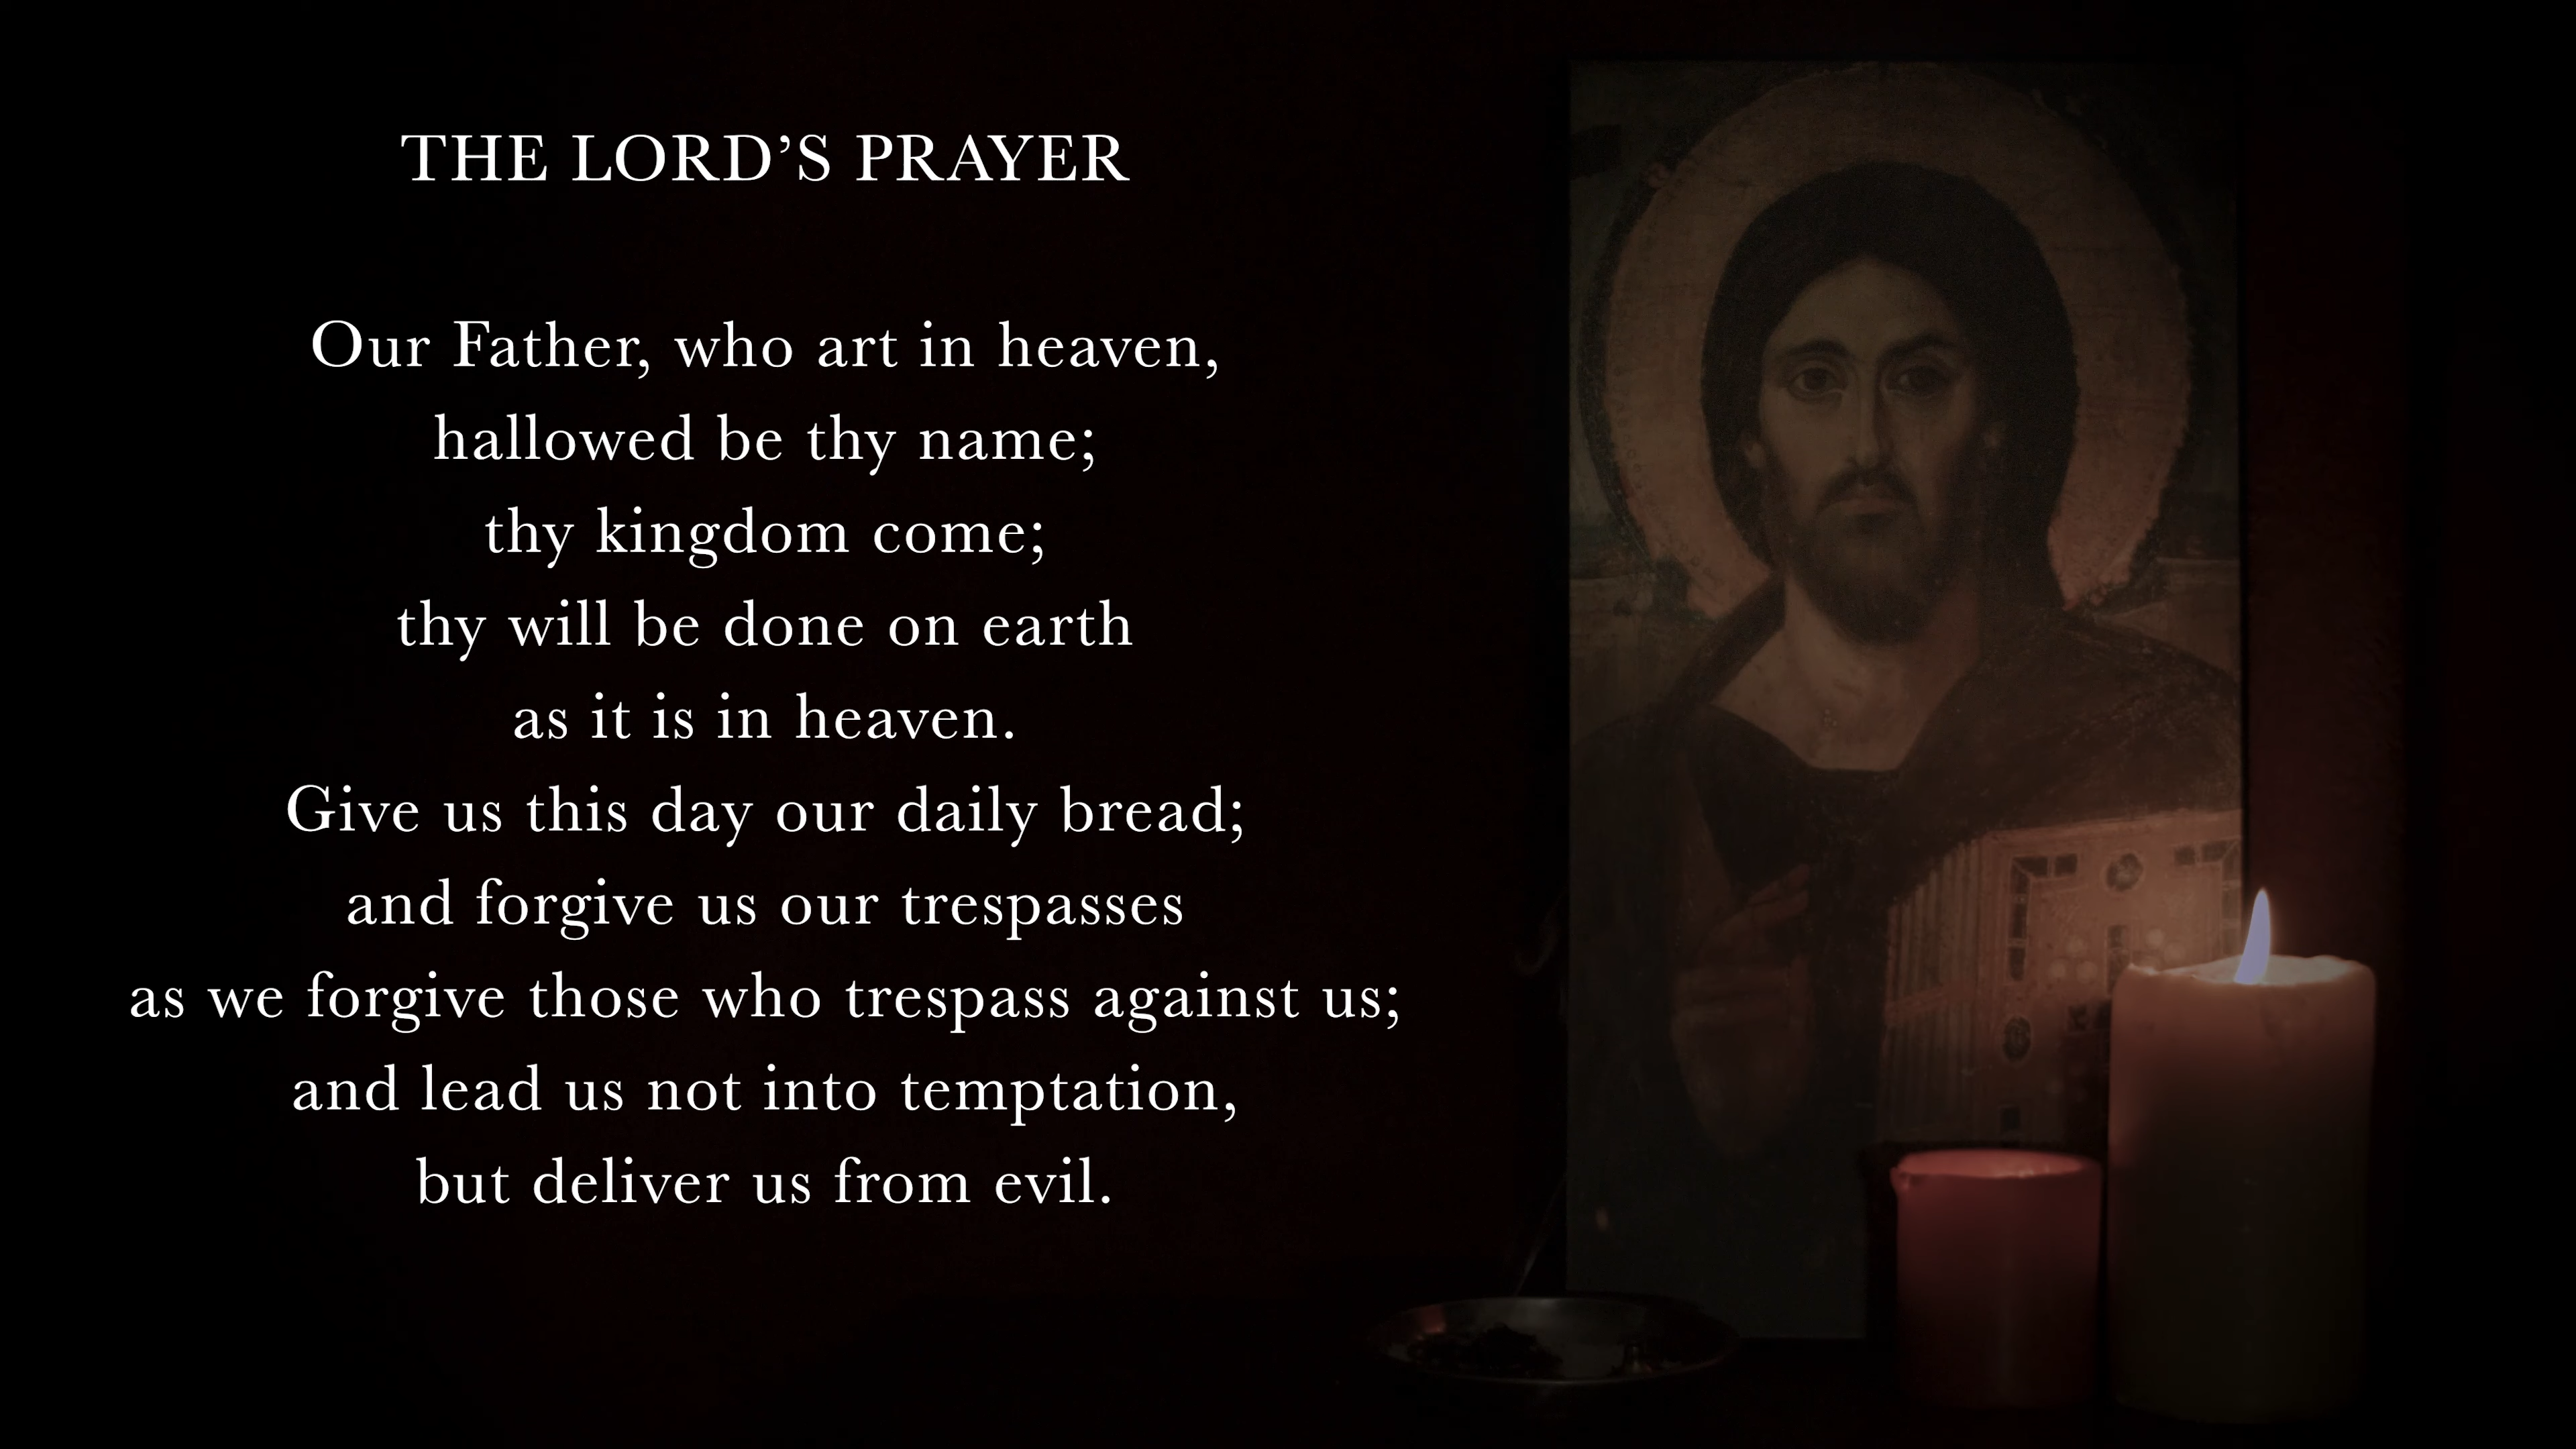 THE LORD’S PRAYER
Our Father, who art in heaven,
hallowed be thy name;
thy kingdom come;
thy will be done on earth
as it is in heaven.
Give us this day our daily bread;
and forgive us our trespasses
as we forgive those who trespass against us;
and lead us not into temptation,
but deliver us from evil.